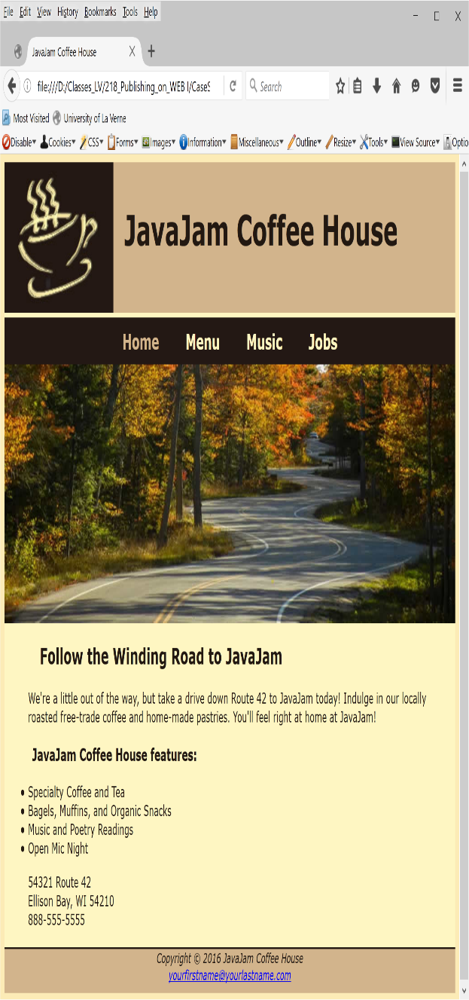 File Edit View History Bookmarks Tools Help
JavaJam Coffee House
file:///D:/Classes_LV/218_Publishing_on_WEB I/CaseS
Search
Most Visited University of La Verne
Disable Cookies CSS Forms Images Information Miscellaneous Outline Resize Tools View Source Optio
JavaJam Coffee House
Home Menu Music Jobs
Follow the Winding Road to JavaJam
We're a little out of the way, but take a drive down Route 42 to JavaJam today! Indulge in our locally
roasted free-trade coffee and home-made pastries. You'll feel right at home at JavaJam!
JavaJam Coffee House features:
• Specialty Coffee and Tea
• Bagels, Muffins, and Organic Snacks
• Music and Poetry Readings
• Open Mic Night
54321 Route 42
Ellison Bay, WI 54210
888-555-5555
Copyright © 2016 JavaJam Coffee House
yourfirstname@yourlastname.com